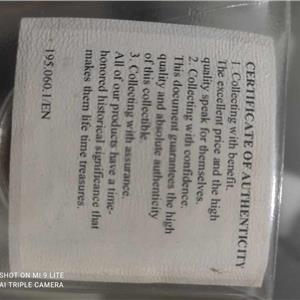 CERTIFICATE OF AUTHENTICITY
1. Collecting with benefit.
The excellent price and the high
quality speak for themselves.
2. Collecting with confidence.
This document guarantees the high
quality and absolute authenticity
of this collectible.
3. Collecting with assurance.
All of our products have a time-
honored historical significance that
makes them life time treasures.
195.060.1/EN
SHOT ON MI 9 LITE
AI TRIPLE CAMERA